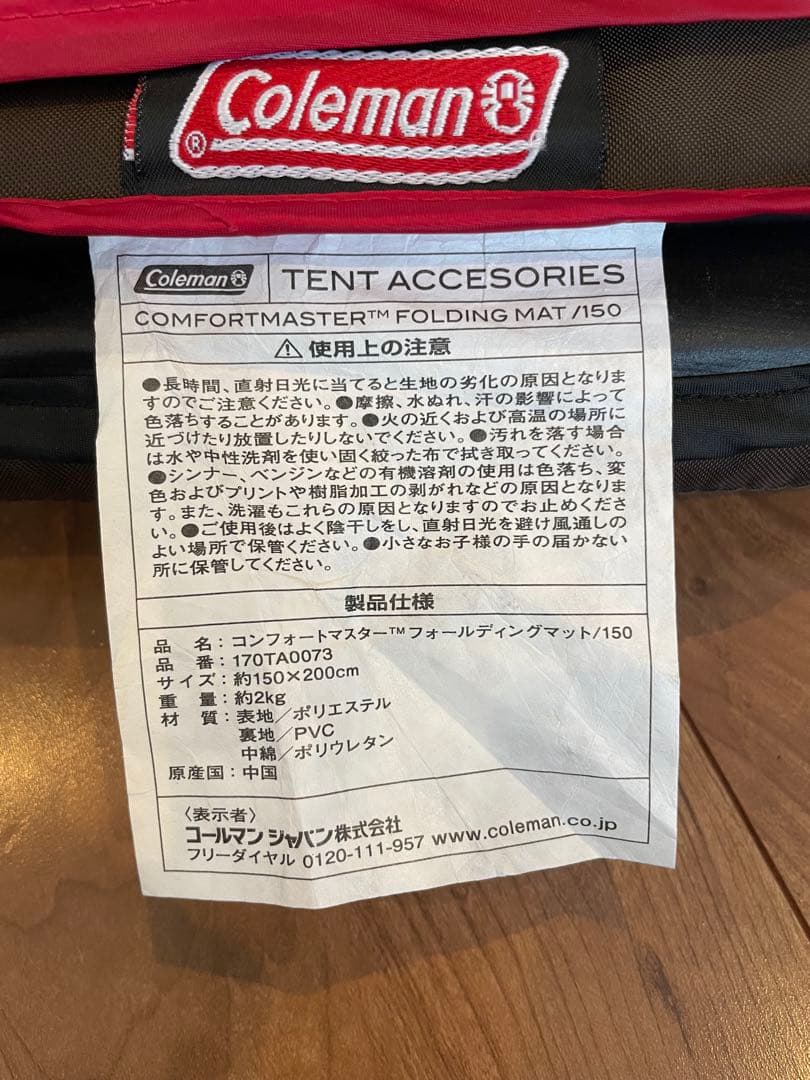 Coleman
®
Coleman
TENT ACCESORIES
COMFORTMASTER™ FOLDING MAT /150
⚠使用上の注意
●長時間、直射日光に当てると生地の劣化の原因となりま
すのでご注意ください。●摩擦、水ぬれ、汗の影響によって
色落ちすることがあります。●火の近くおよび高温の場所に
近づけたり放置したりしないでください。●汚れを落す場合
は水や中性洗剤を使い固く絞った布で拭き取ってください。
●シンナー、ベンジンなどの有機溶剤の使用は色落ち、変
色およびプリントや樹脂加工の剥がれなどの原因となりま
す。また、洗濯もこれらの原因となりますのでお止めくださ
い。●ご使用後はよく陰干しをし、直射日光を避け風通しの
よい場所で保管ください。●小さなお子様の手の届かない
所に保管してください。
製品仕様
品 名：コンフォートマスター™フォールディングマット/150
品 番：170TA0073
サイズ：約150×200cm
重 量：約2kg
材 質：表地／ポリエステル
裏地／PVC
中綿／ポリウレタン
原産国：中国
〈表示者〉
コールマン ジャパン株式会社
フリーダイヤル 0120-111-957 www.coleman.co.jp